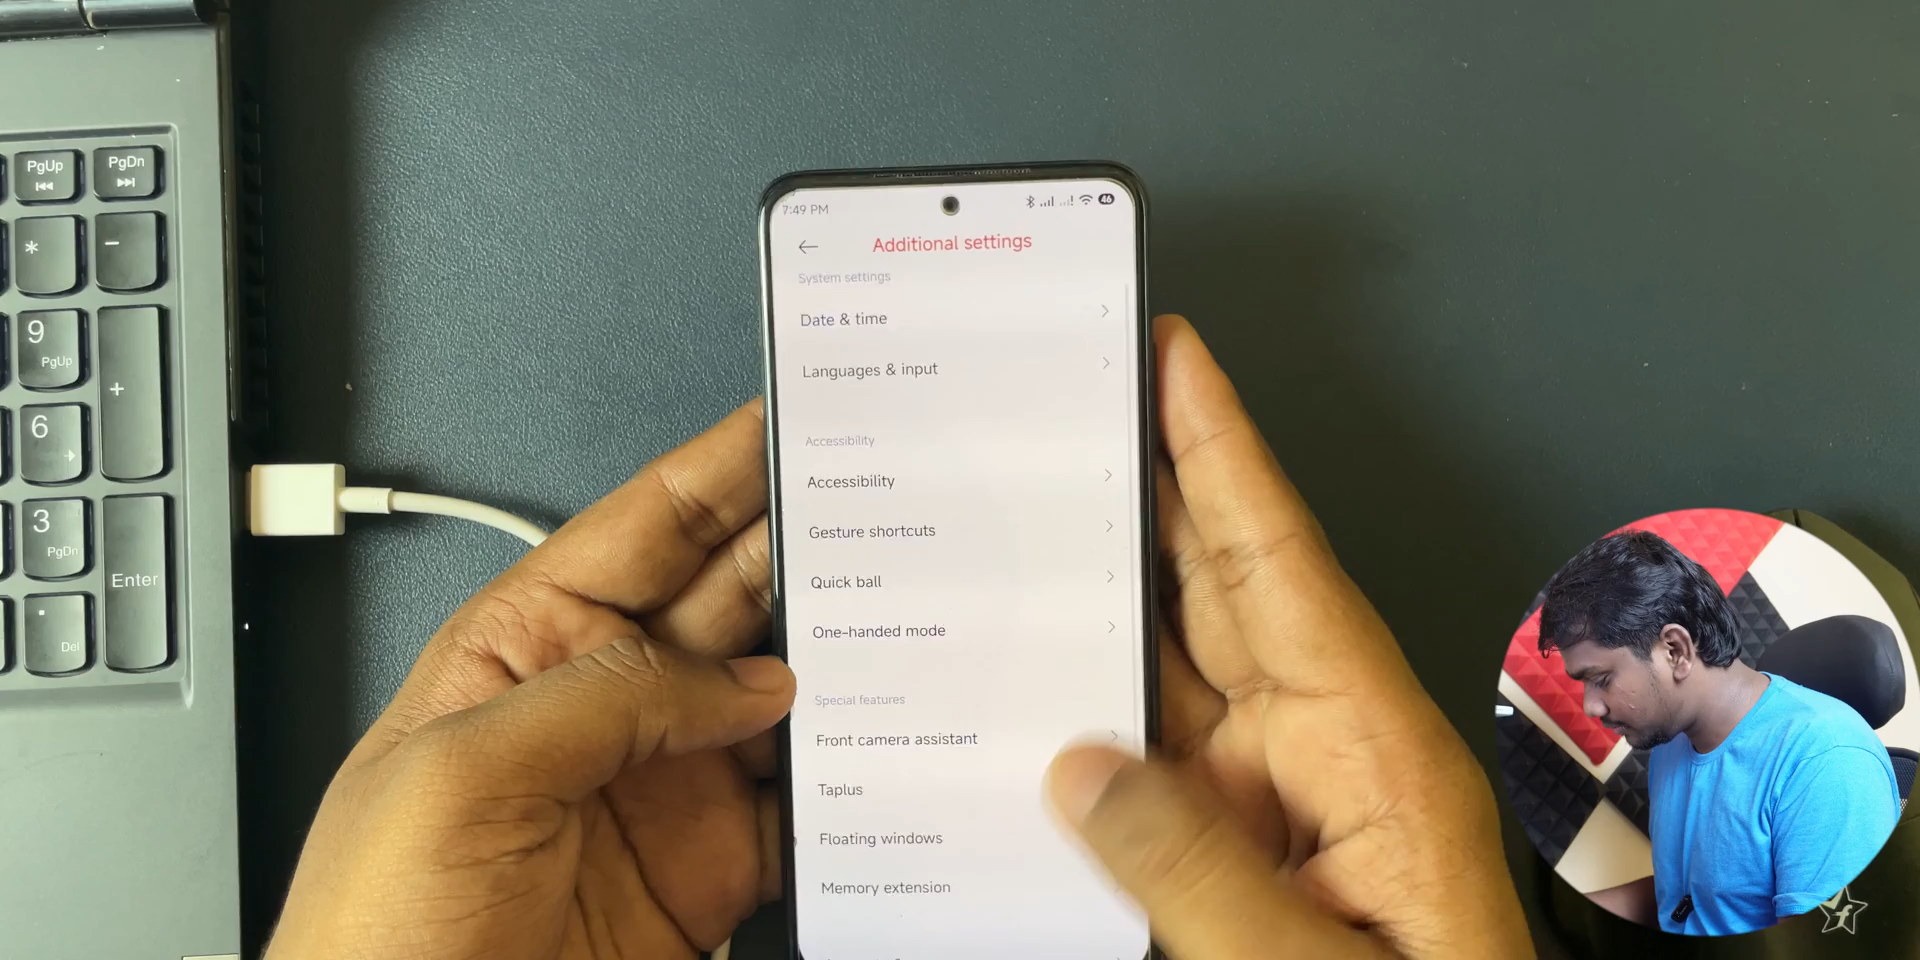 PgUp
PgDn
*
-
9
PgUp
+
6
3
PgDn
Enter
.
Del
7:49 PM
46
Additional settings
System settings
Date & time
Languages & input
Accessibility
Accessibility
Gesture shortcuts
Quick ball
One-handed mode
Special features
Front camera assistant
Taplus
Floating windows
Memory extension